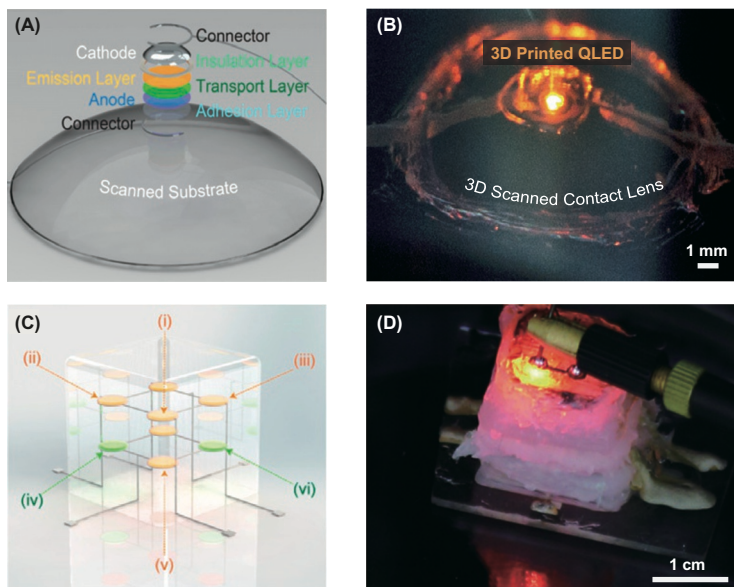 (A)
Connector
Cathode
Insulation Layer
Emission Layer
Transport Layer
Anode
Adhesion Layer
Connector
Scanned Substrate
(B)
3D Printed QLED
3D Scanned Contact Lens
1 mm
(C)
(i)
(ii)
(iii)
(iv)
(vi)
(v)
(D)
1 cm